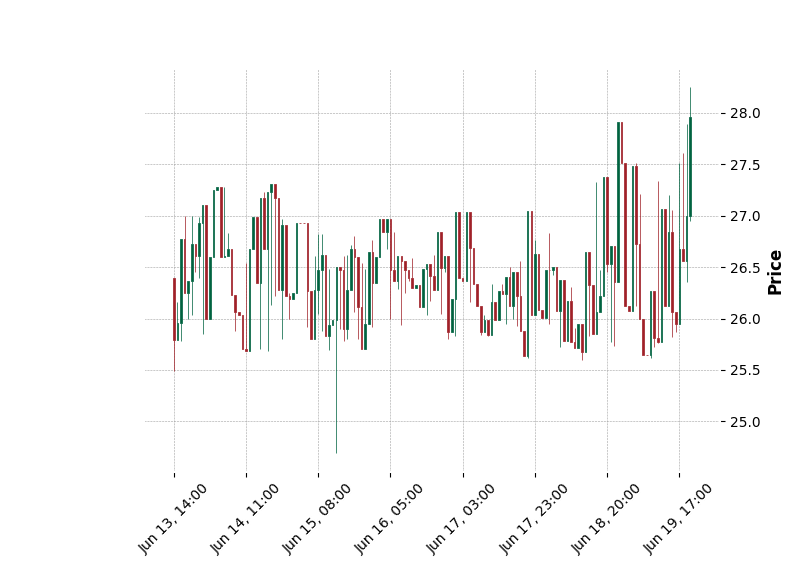 28.0
27.5
27.0
26.5
26.0
25.5
25.0
Price
Jun 13, 14:00
Jun 14, 11:00
Jun 15, 08:00
Jun 16, 05:00
Jun 17, 03:00
Jun 17, 23:00
Jun 18, 20:00
Jun 19, 17:00